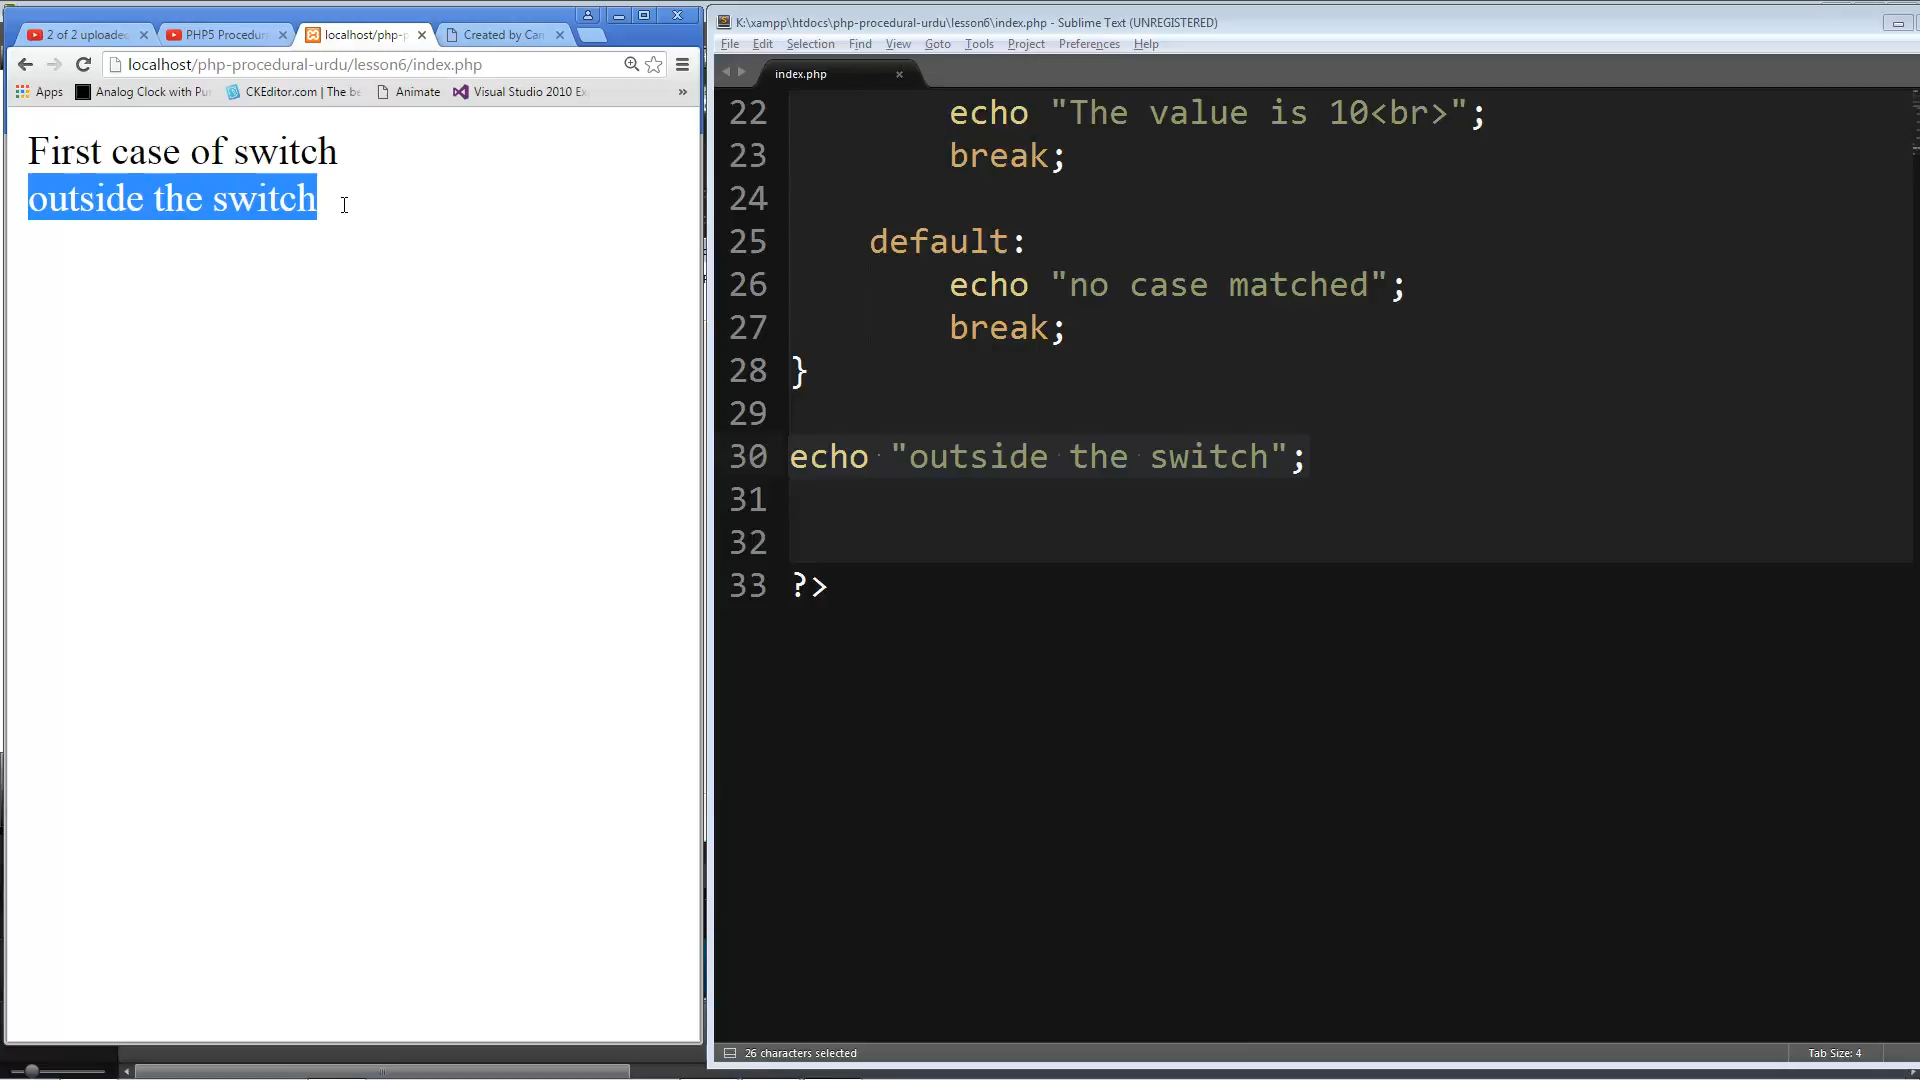 2 of 2 uploade
PHP5 Procedur
localhost/php-p
Created by Can
localhost/php-procedural-urdu/lesson6/index.php
Apps
Analog Clock with Pu
CKEditor.com | The be
Animate
Visual Studio 2010 Ex
»
First case of switch
outside the switch
K:\xampp\htdocs\php-procedural-urdu\lesson6\index.php - Sublime Text (UNREGISTERED)
File Edit Selection Find View Goto Tools Project Preferences Help
index.php
22 echo "The value is 10<br>";
23 break;
24
25 default:
26 echo "no case matched";
27 break;
28 }
29
30 echo "outside the switch";
31
32
33 ?>
26 characters selected
Tab Size: 4